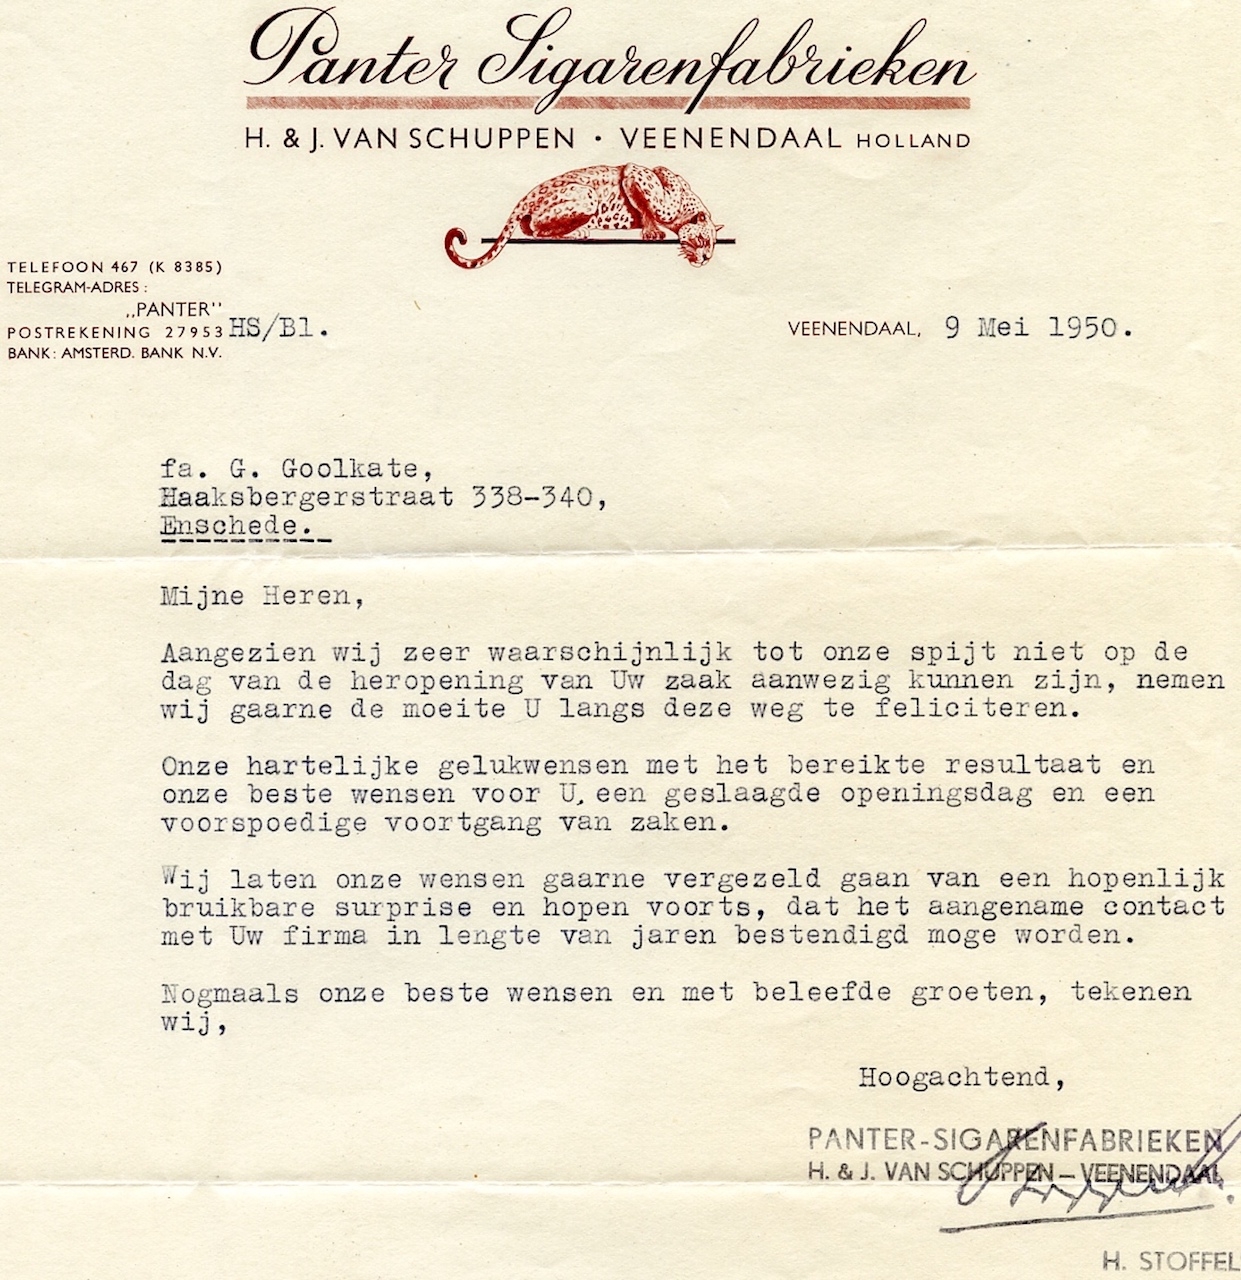 Panter Sigarenfabrieken
H. & J. VAN SCHUPPEN · VEENENDAAL HOLLAND
TELEFOON 467 (K 8385)
TELEGRAM-ADRES:
„PANTER''
POSTREKENING 27953 HS/Bl.
BANK: AMSTERD. BANK N.V.
VEENENDAAL, 9 Mei 1950.
fa. G. Goolkate,
Haaksbergerstraat 338-340,
Enschede.
Mijne Heren,
Aangezien wij zeer waarschijnlijk tot onze spijt niet op de
dag van de heropening van Uw zaak aanwezig kunnen zijn, nemen
wij gaarne de moeite U langs deze weg te feliciteren.
Onze hartelijke gelukwensen met het bereikte resultaat en
onze beste wensen voor U, een geslaagde openingsdag en een
voorspoedige voortgang van zaken.
Wij laten onze wensen gaarne vergezeld gaan van een hopenlijk
bruikbare surprise en hopen voorts, dat het aangename contact
met Uw firma in lengte van jaren bestendigd moge worden.
Nogmaals onze beste wensen en met beleefde groeten, tekenen
wij,
Hoogachtend,
PANTER-SIGARENFABRIEKEN
H. & J. VAN SCHUPPEN – VEENENDAAL
H. STOFFEL